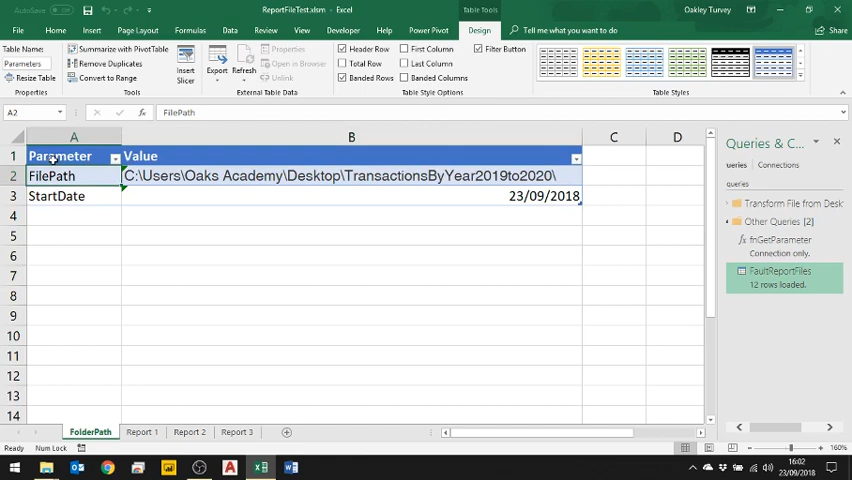 AutoSave Off
ReportFileTest.xlsm - Excel
Table Tools
Oakley Turvey
File Home Insert Page Layout Formulas Data Review View Developer Help Power Pivot Design Tell me what you want to do Share
Table Name:
Parameters
Resize Table
Properties
Summarize with PivotTable
Remove Duplicates
Convert to Range
Tools
Insert Slicer
Export Refresh
Properties
Open in Browser
Unlink
External Table Data
Header Row First Column Filter Button
Total Row Last Column
Banded Rows Banded Columns
Table Style Options
Table Styles
A2 fx FilePath
A B C D
1 Parameter Value
2 FilePath C:\Users\Oaks Academy\Desktop\TransactionsByYear2019to2020\
3 StartDate 23/09/2018
4
5
6
7
8
9
10
11
12
13
14
Queries & C...
ueries Connections
queries
Transform File from Desk
Other Queries [2]
fnGetParameter
Connection only.
FaultReportFiles
12 rows loaded.
FolderPath Report 1 Report 2 Report 3
Ready Num Lock 160%
16:02
23/09/2018